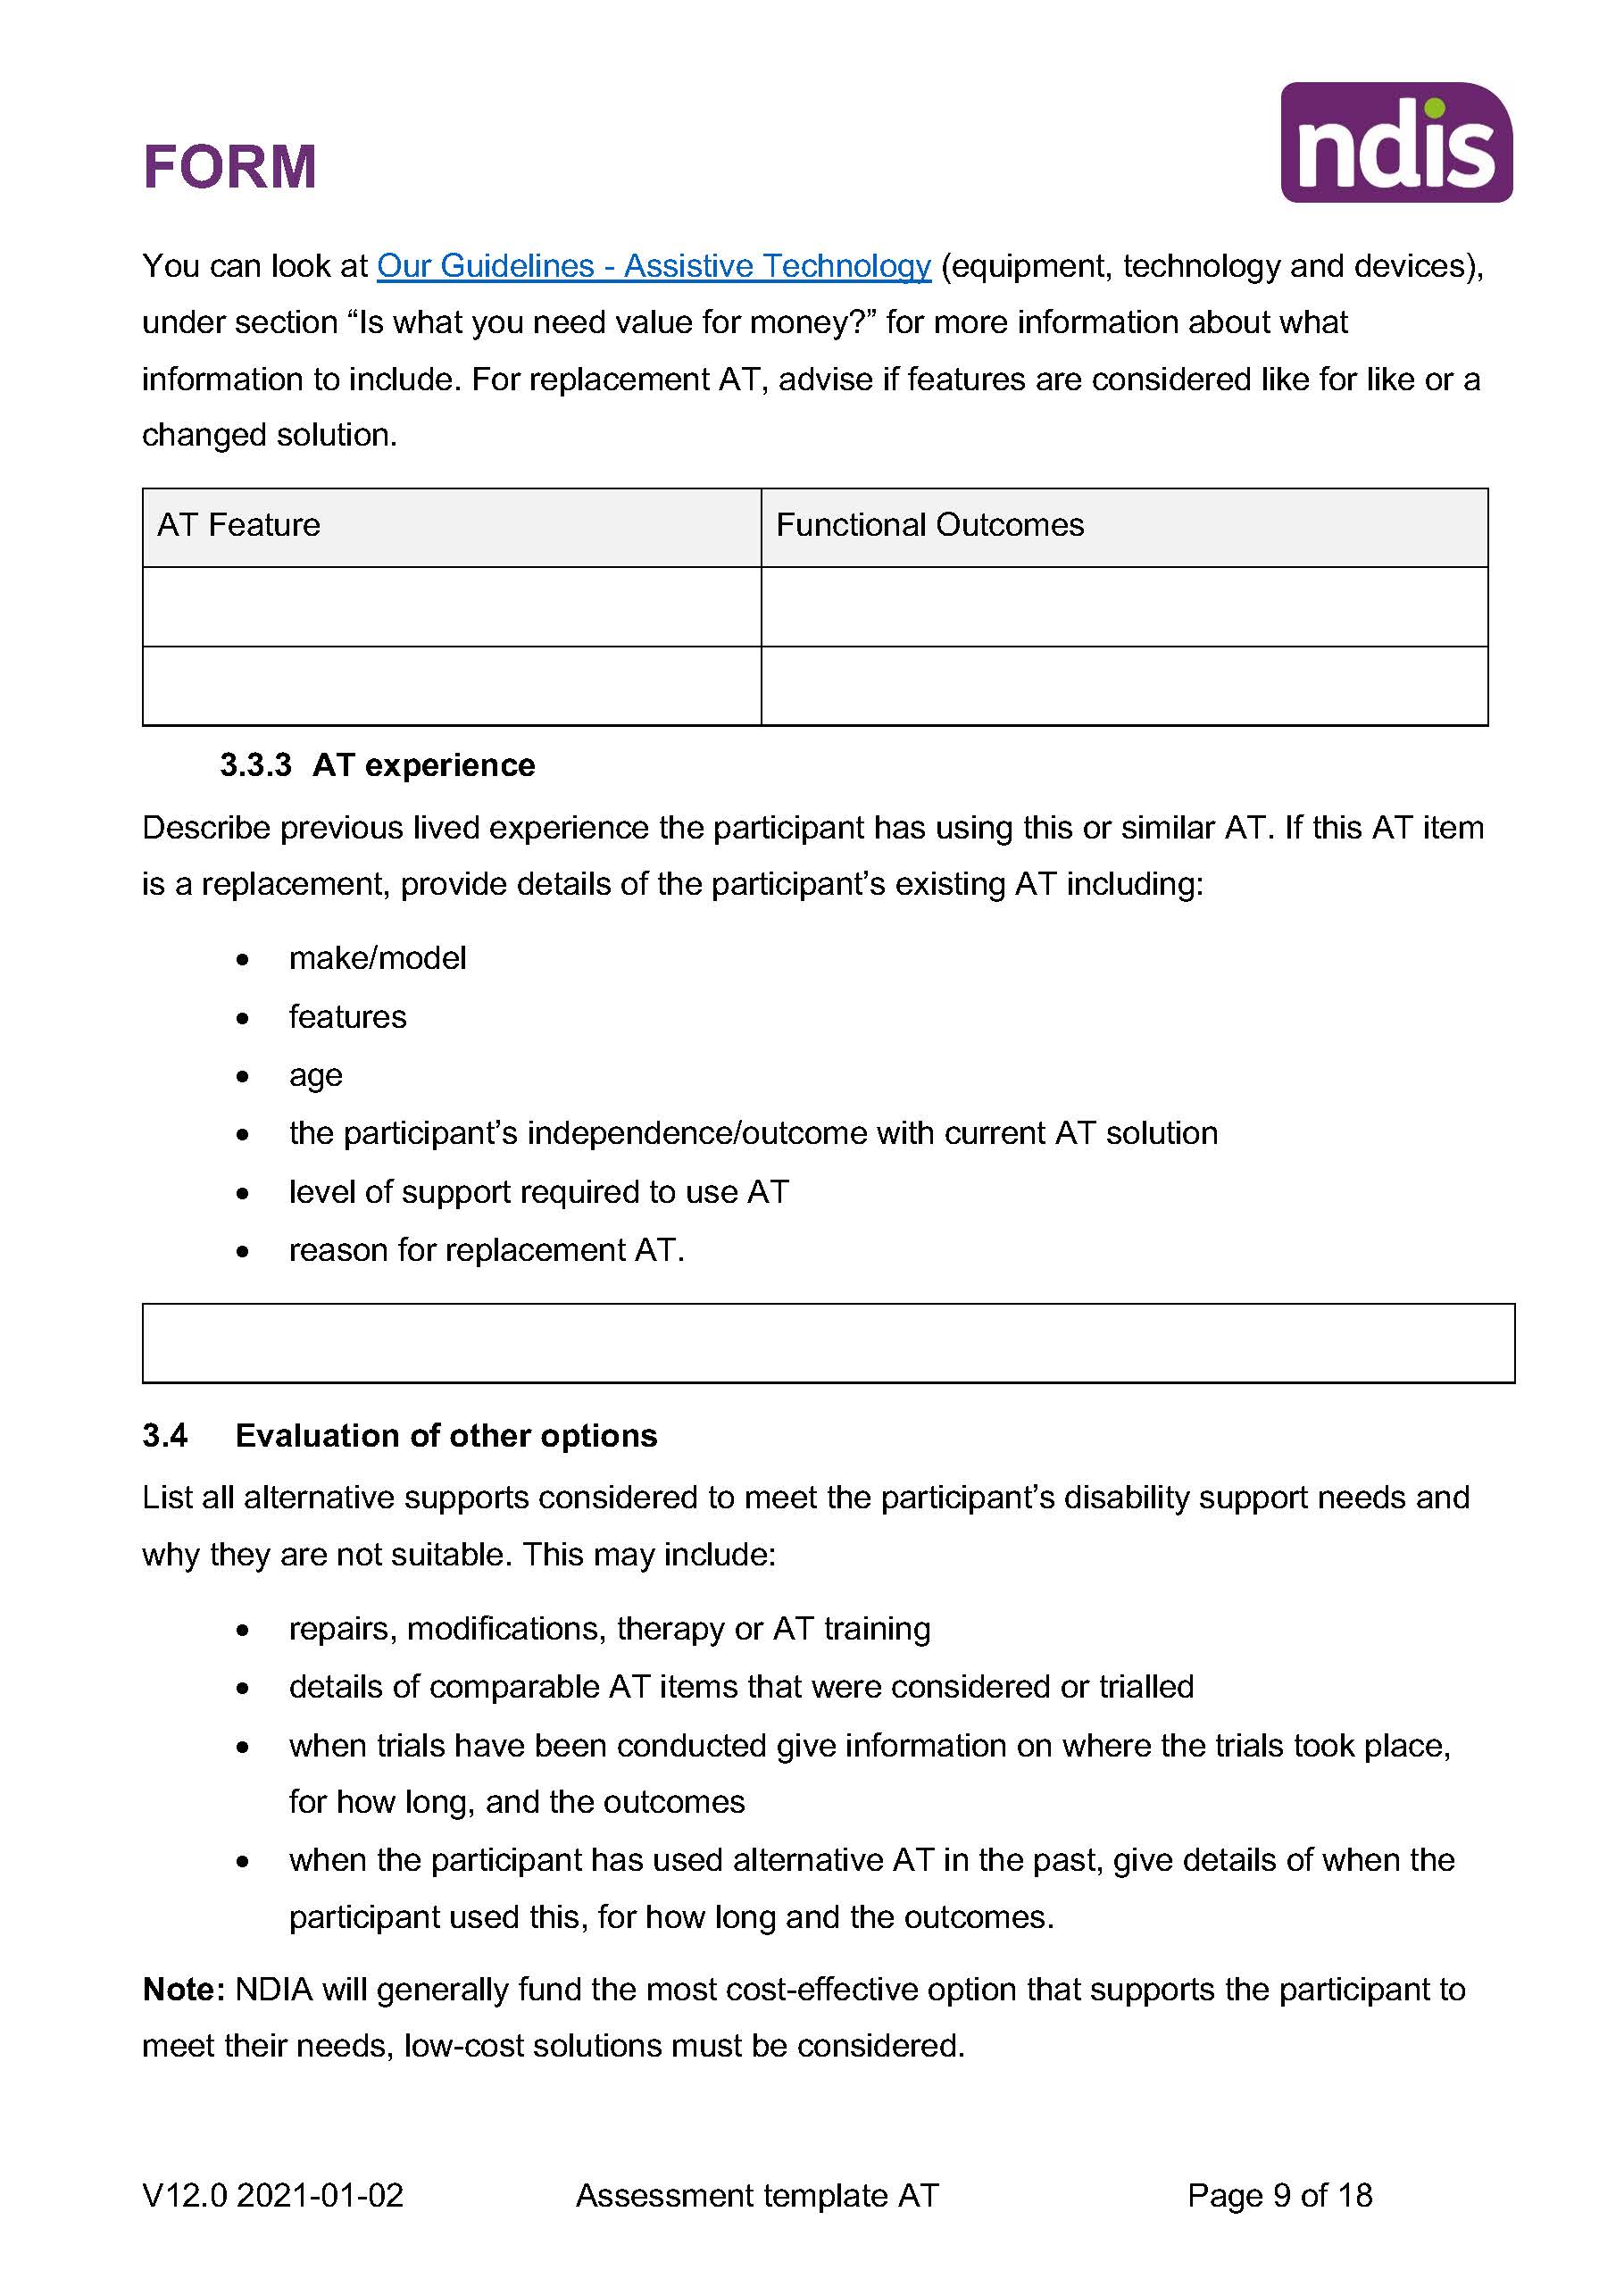 FORM
ndis
You can look at Our Guidelines - Assistive Technology (equipment, technology and devices),
under section “Is what you need value for money?” for more information about what
information to include. For replacement AT, advise if features are considered like for like or a
changed solution.
AT Feature
Functional Outcomes
3.3.3 AT experience
Describe previous lived experience the participant has using this or similar AT. If this AT item
is a replacement, provide details of the participant’s existing AT including:
• make/model
• features
• age
• the participant’s independence/outcome with current AT solution
• level of support required to use AT
• reason for replacement AT.
3.4 Evaluation of other options
List all alternative supports considered to meet the participant’s disability support needs and
why they are not suitable. This may include:
• repairs, modifications, therapy or AT training
• details of comparable AT items that were considered or trialled
• when trials have been conducted give information on where the trials took place,
for how long, and the outcomes
• when the participant has used alternative AT in the past, give details of when the
participant used this, for how long and the outcomes.
Note: NDIA will generally fund the most cost-effective option that supports the participant to
meet their needs, low-cost solutions must be considered.
V12.0 2021-01-02 Assessment template AT Page 9 of 18